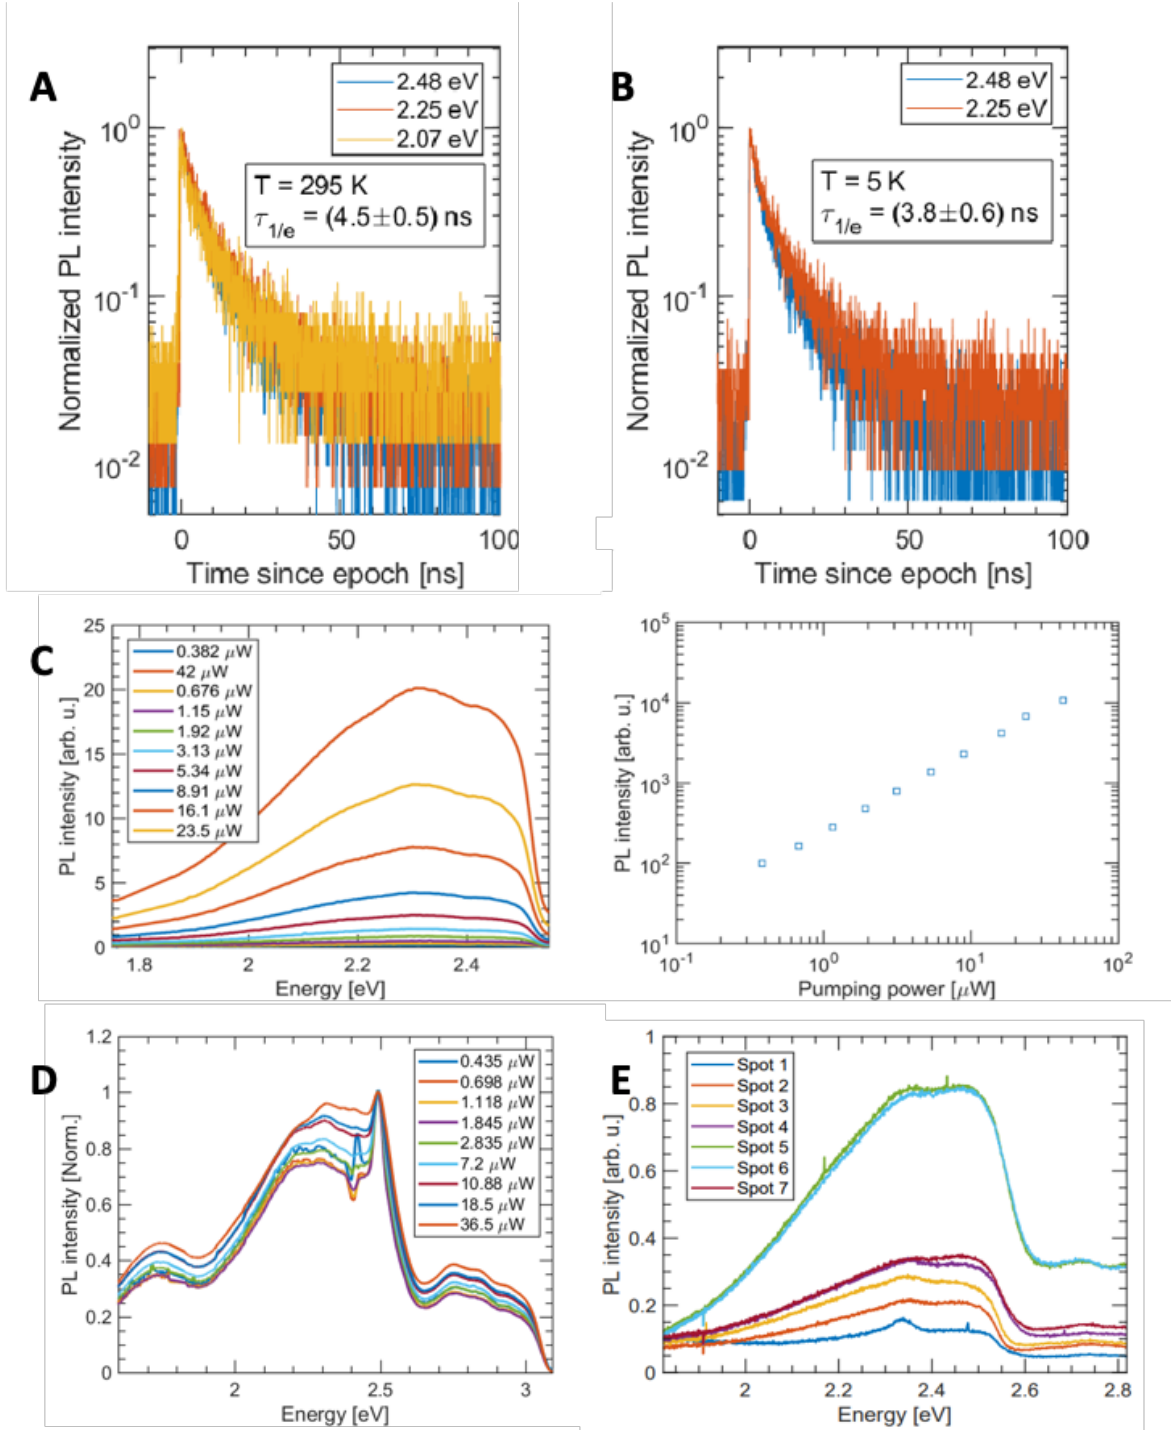 A
Normalized PL intensity
10^0
10^-1
10^-2
2.48 eV
2.25 eV
2.07 eV
T = 295 K
τ_1/e = (4.5±0.5) ns
0 50 100
Time since epoch [ns]
B
Normalized PL intensity
10^0
10^-1
10^-2
2.48 eV
2.25 eV
T = 5 K
τ_1/e = (3.8±0.6) ns
0 50 100
Time since epoch [ns]
C
PL intensity [arb. u.]
25
20
15
10
5
0
0.382 μW
42 μW
0.676 μW
1.15 μW
1.92 μW
3.13 μW
5.34 μW
8.91 μW
16.1 μW
23.5 μW
1.8 2 2.2 2.4
Energy [eV]
PL intensity [arb. u.]
10^5
10^4
10^3
10^2
10^1
10^-1 10^0 10^1 10^2
Pumping power [μW]
D
PL intensity [Norm.]
1.2
1
0.8
0.6
0.4
0.2
0
0.435 μW
0.698 μW
1.118 μW
1.845 μW
2.835 μW
7.2 μW
10.88 μW
18.5 μW
36.5 μW
2 2.5 3
Energy [eV]
E
PL intensity [arb. u.]
1
0.8
0.6
0.4
0.2
0
Spot 1
Spot 2
Spot 3
Spot 4
Spot 5
Spot 6
Spot 7
2 2.2 2.4 2.6 2.8
Energy [eV]